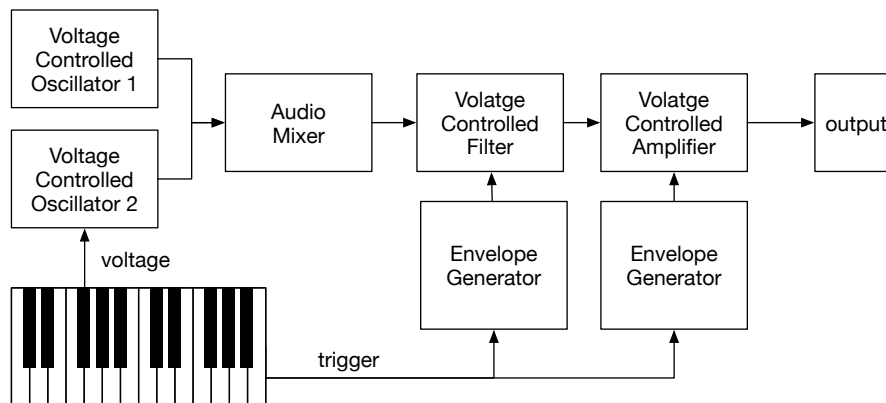 Voltage
Controlled
Oscillator 1
Voltage
Controlled
Oscillator 2
Audio
Mixer
Volatge
Controlled
Filter
Volatge
Controlled
Amplifier
output
voltage
Envelope
Generator
Envelope
Generator
trigger